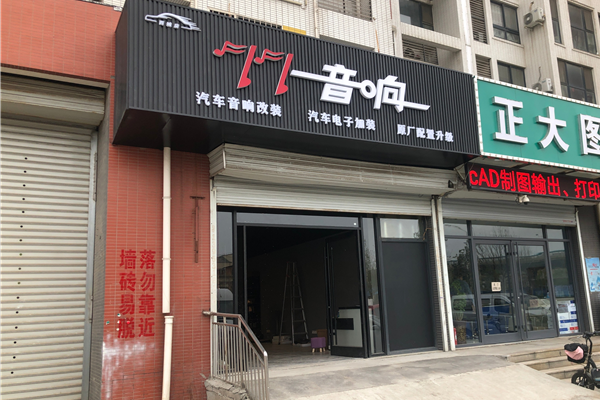 音响
汽车音响改装
汽车电子加装
原厂配置升级
正大图
CAD制图输出、打印
墙砖易脱
落勿靠近